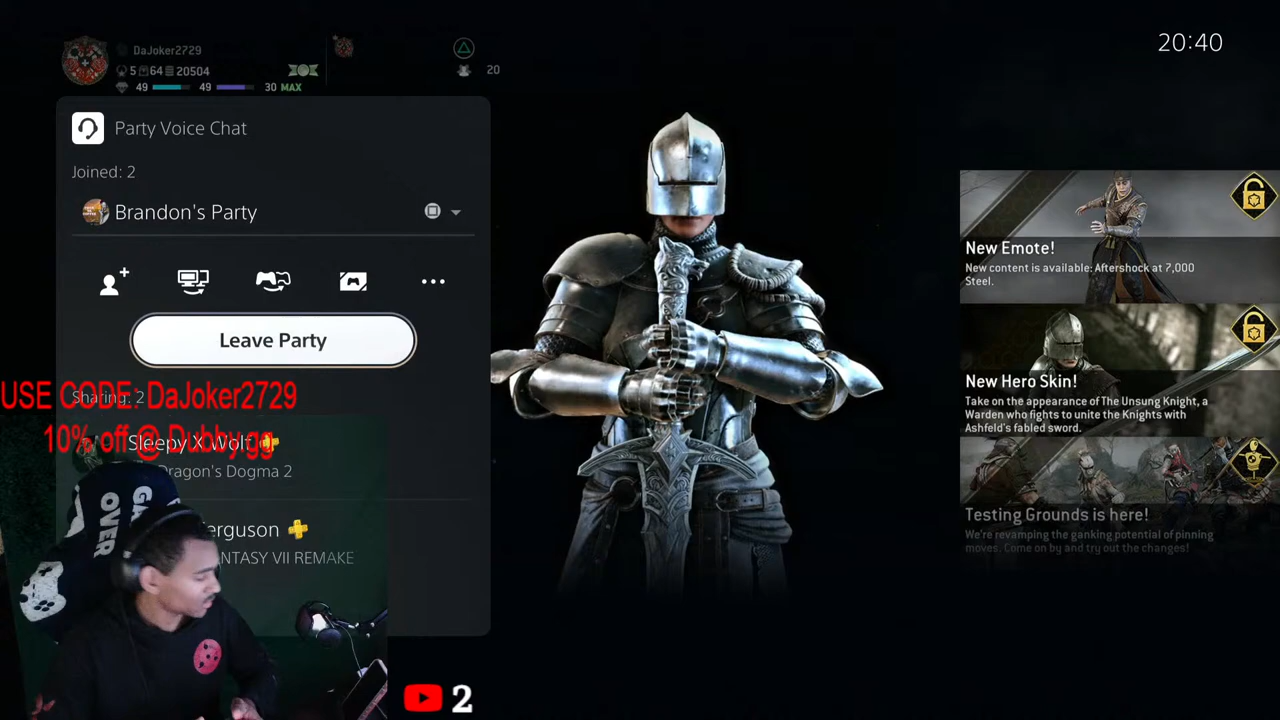 20:40
DaJoker2729
5 64 20504
49 49 30 MAX
20
Party Voice Chat
Joined: 2
Brandon's Party
Leave Party
USE CODE: DaJoker2729
Sharing: 2
10% off @ Dubby.gg
Sleepy X Wolf
Dragon's Dogma 2
erguson
NTASY VII REMAKE
GA
OVER
2
New Emote!
New content is available: Aftershock at 7,000
Steel.
New Hero Skin!
Take on the appearance of The Unsung Knight, a
Warden who fights to unite the Knights with
Ashfeld's fabled sword.
Testing Grounds is here!
We're revamping the ganking potential of pinning
moves. Come on by and try out the changes!